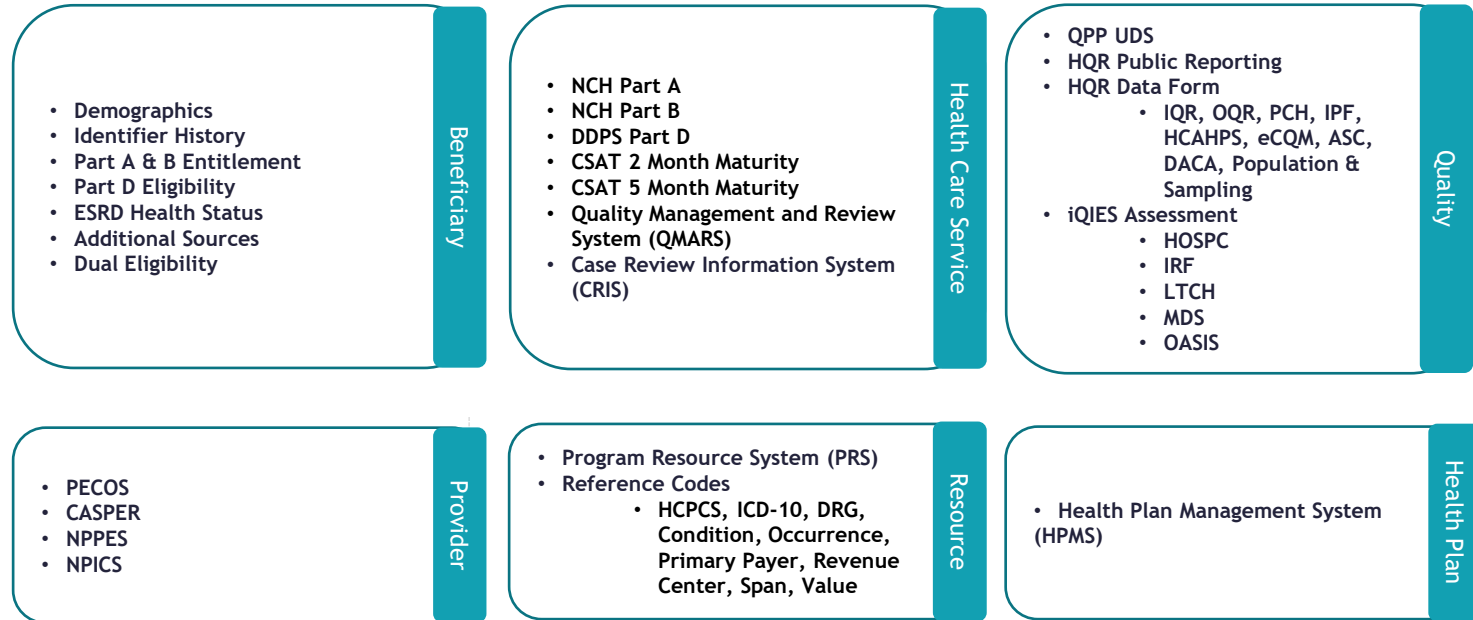 • Demographics
• Identifier History
• Part A & B Entitlement
• Part D Eligibility
• ESRD Health Status
• Additional Sources
• Dual Eligibility
Beneficiary
• NCH Part A
• NCH Part B
• DDPS Part D
• CSAT 2 Month Maturity
• CSAT 5 Month Maturity
• Quality Management and Review
System (QMARS)
• Case Review Information System
(CRIS)
Health Care Service
• QPP UDS
• HQR Public Reporting
• HQR Data Form
• IQR, OQR, PCH, IPF,
HCAHPS, eCQM, ASC,
DACA, Population &
Sampling
• iQIES Assessment
• HOSPC
• IRF
• LTCH
• MDS
• OASIS
Quality
• PECOS
• CASPER
• NPPES
• NPICS
Provider
• Program Resource System (PRS)
• Reference Codes
• HCPCS, ICD-10, DRG,
Condition, Occurrence,
Primary Payer, Revenue
Center, Span, Value
Resource
• Health Plan Management System
(HPMS)
Health Plan